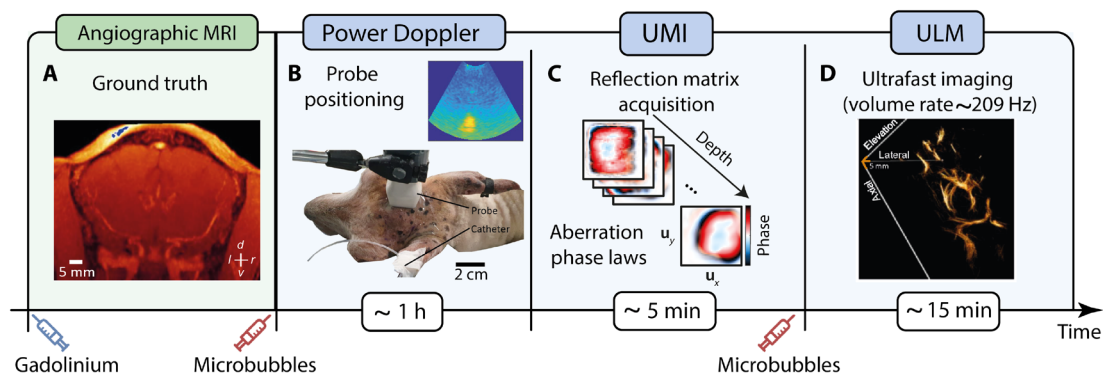 Angiographic MRI
Power Doppler
UMI
ULM
A
Ground truth
5 mm
d
l r
v
B
Probe
positioning
Probe
Catheter
2 cm
C
Reflection matrix
acquisition
Depth
...
Aberration
phase laws
u_y
u_x
Phase
D
Ultrafast imaging
(volume rate ~209 Hz)
Elevation
Lateral
5 mm
Axial
~ 1 h
~ 5 min
~ 15 min
Time
Gadolinium
Microbubbles
Microbubbles